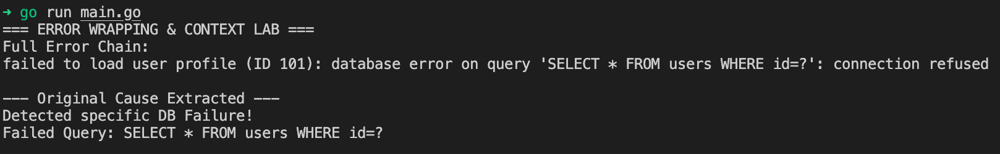 ➜ go run main.go
=== ERROR WRAPPING & CONTEXT LAB ===
Full Error Chain:
failed to load user profile (ID 101): database error on query 'SELECT * FROM users WHERE id=?': connection refused

--- Original Cause Extracted ---
Detected specific DB Failure!
Failed Query: SELECT * FROM users WHERE id=?